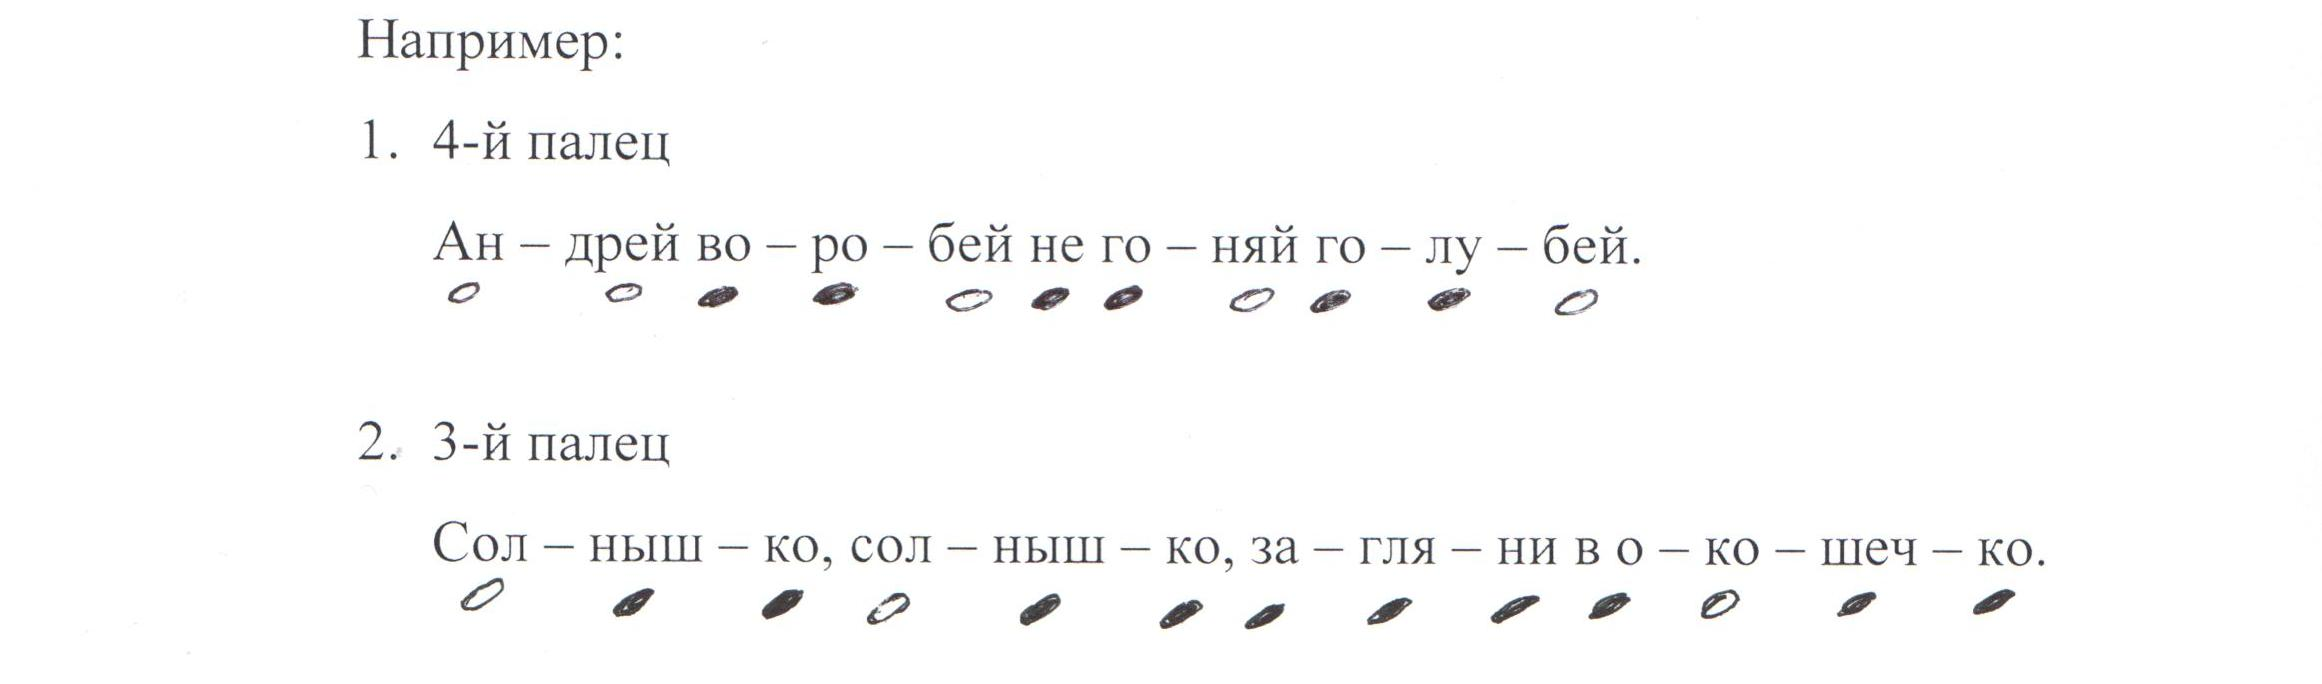 Например:
1. 4-й палец
Ан – дрей во – ро – бей не го – няй го – лу – бей.
2. 3-й палец
Сол – ныш – ко, сол – ныш – ко, за – гля – ни в о – ко – шеч – ко.